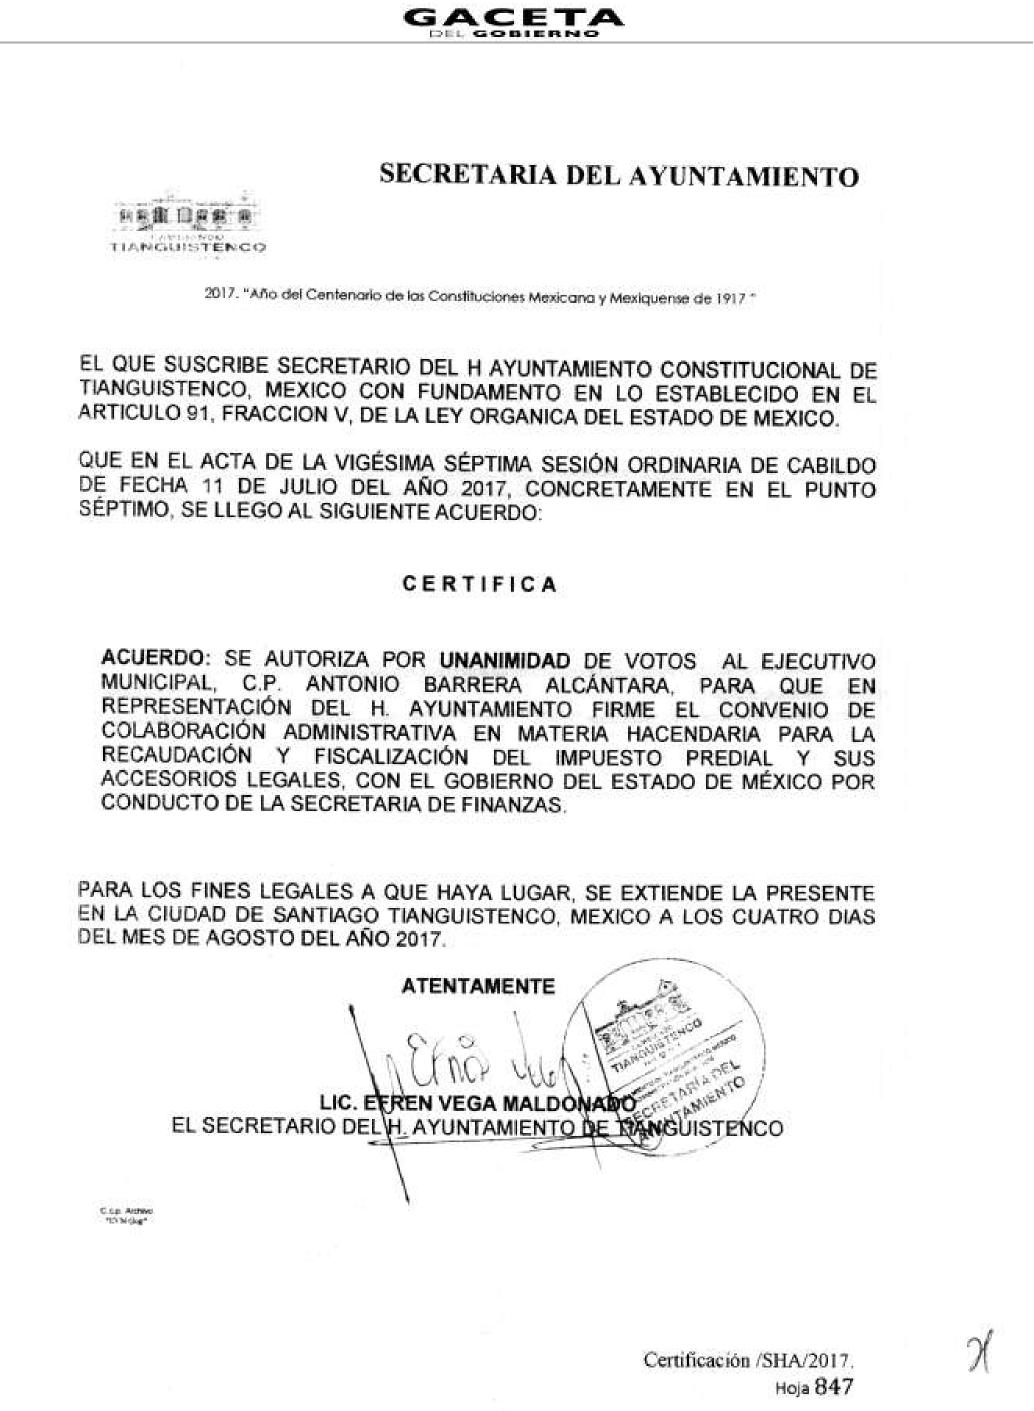 GACETA
DEL GOBIERNO
SECRETARIA DEL AYUNTAMIENTO
TIANGUISTENCO
2017. "Año del Centenario de las Constituciones Mexicana y Mexiquense de 1917 "
EL QUE SUSCRIBE SECRETARIO DEL H AYUNTAMIENTO CONSTITUCIONAL DE
TIANGUISTENCO, MEXICO CON FUNDAMENTO EN LO ESTABLECIDO EN EL
ARTICULO 91, FRACCION V, DE LA LEY ORGANICA DEL ESTADO DE MEXICO.
QUE EN EL ACTA DE LA VIGÉSIMA SÉPTIMA SESIÓN ORDINARIA DE CABILDO
DE FECHA 11 DE JULIO DEL AÑO 2017, CONCRETAMENTE EN EL PUNTO
SÉPTIMO, SE LLEGO AL SIGUIENTE ACUERDO:
CERTIFICA
ACUERDO: SE AUTORIZA POR UNANIMIDAD DE VOTOS AL EJECUTIVO
MUNICIPAL, C.P. ANTONIO BARRERA ALCÁNTARA, PARA QUE EN
REPRESENTACIÓN DEL H. AYUNTAMIENTO FIRME EL CONVENIO DE
COLABORACIÓN ADMINISTRATIVA EN MATERIA HACENDARIA PARA LA
RECAUDACIÓN Y FISCALIZACIÓN DEL IMPUESTO PREDIAL Y SUS
ACCESORIOS LEGALES, CON EL GOBIERNO DEL ESTADO DE MÉXICO POR
CONDUCTO DE LA SECRETARIA DE FINANZAS.
PARA LOS FINES LEGALES A QUE HAYA LUGAR, SE EXTIENDE LA PRESENTE
EN LA CIUDAD DE SANTIAGO TIANGUISTENCO, MEXICO A LOS CUATRO DIAS
DEL MES DE AGOSTO DEL AÑO 2017.
ATENTAMENTE
TIANGUISTENCO
SECRETARÍA DEL
AYUNTAMIENTO
LIC. EFREN VEGA MALDONADO
EL SECRETARIO DEL H. AYUNTAMIENTO DE TIANGUISTENCO
C.c.p. Archivo
Certificación /SHA/2017.
Hoja 847